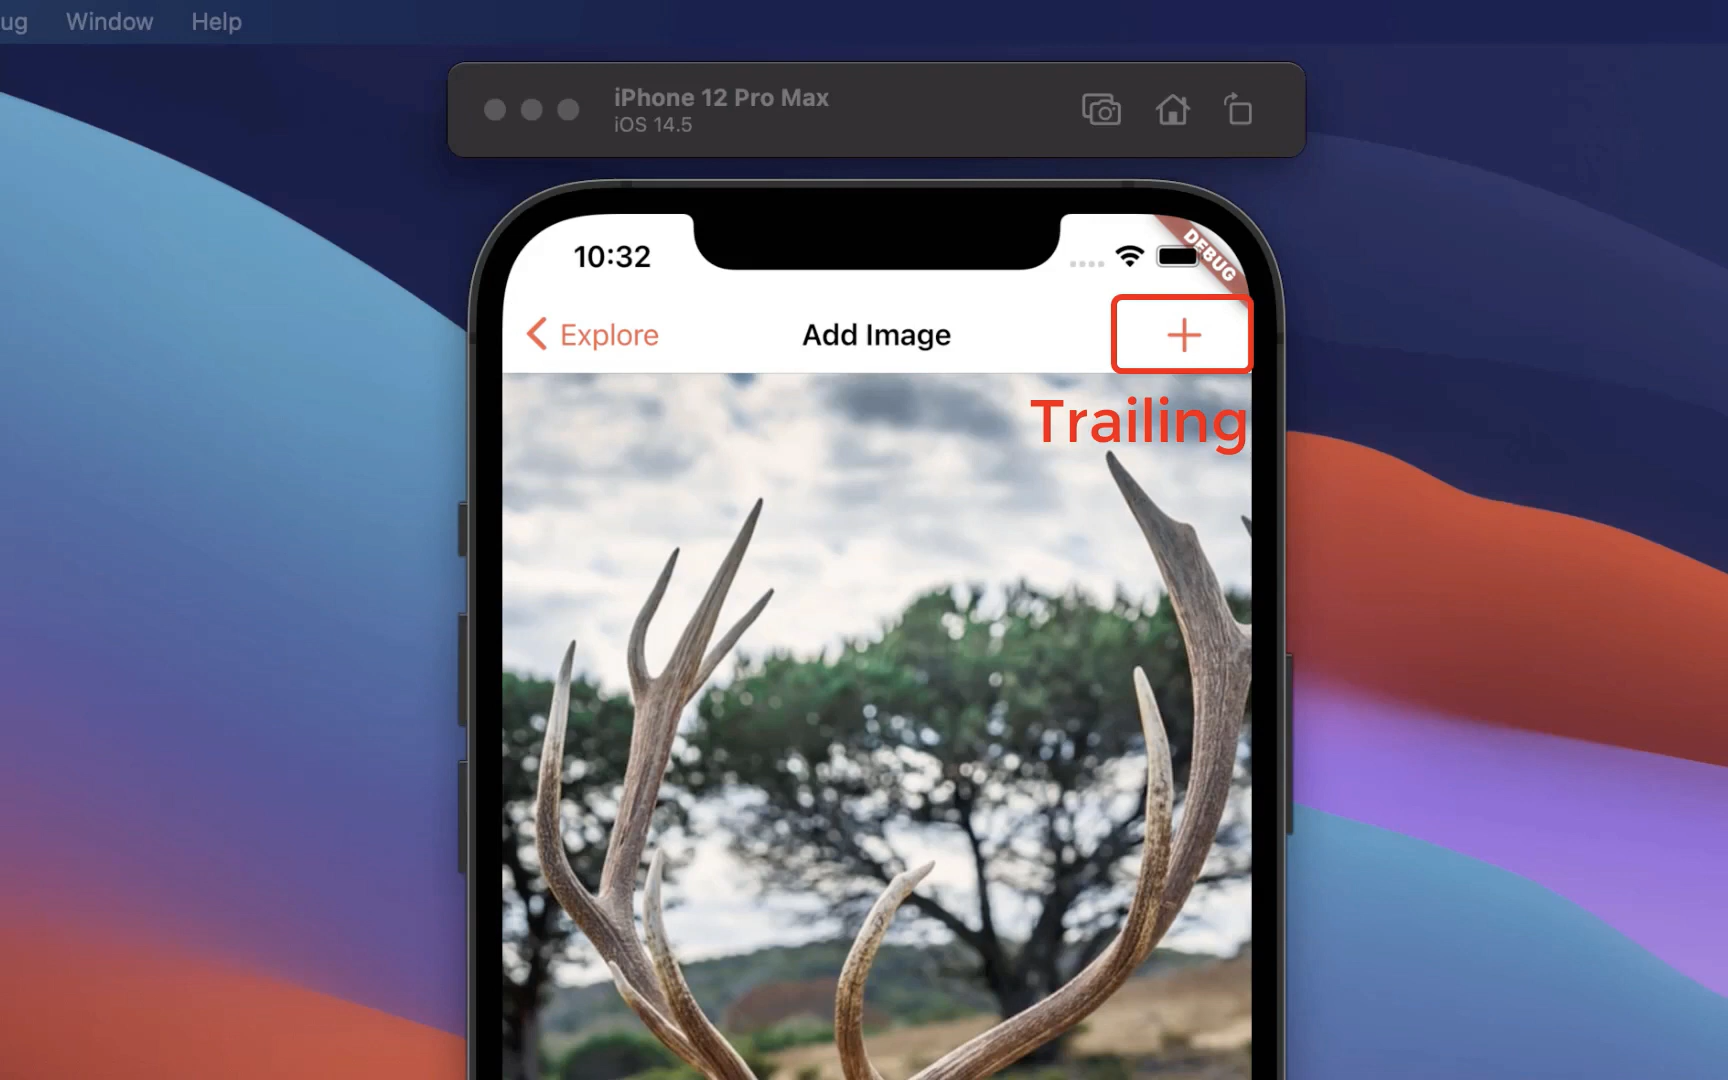 ug Window Help
iPhone 12 Pro Max
iOS 14.5
10:32
DEBUG
Explore Add Image
Trailing